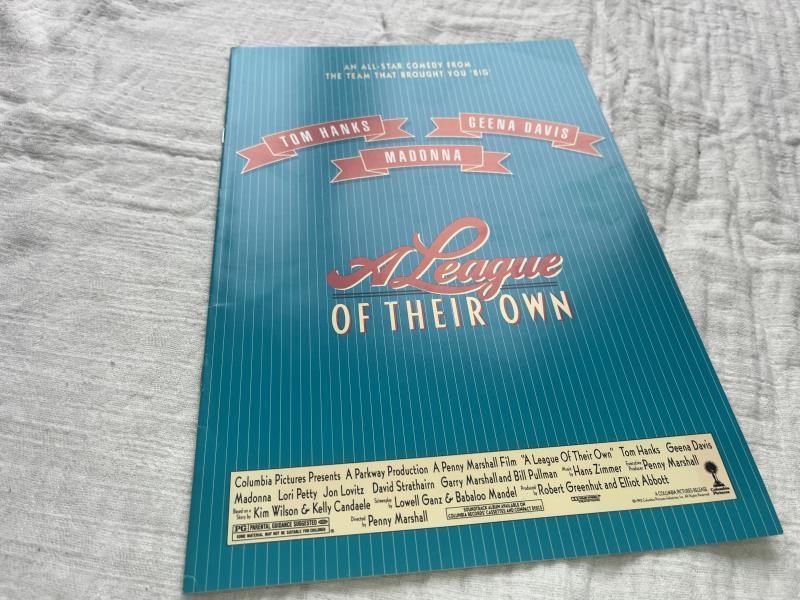 AN ALL-STAR COMEDY FROM
THE TEAM THAT BROUGHT YOU 'BIG'
TOM HANKS
GEENA DAVIS
MADONNA
A League
OF THEIR OWN
Columbia Pictures Presents A Parkway Production A Penny Marshall Film "A League Of Their Own" Tom Hanks Geena Davis
Madonna Lori Petty Jon Lovitz David Strathairn Garry Marshall and Bill Pullman Music by Hans Zimmer Executive Producer Penny Marshall
Based on a Story by Kim Wilson & Kelly Candaele Screenplay by Lowell Ganz & Babaloo Mandel Produced by Robert Greenhut and Elliot Abbott
Directed by Penny Marshall
PG PARENTAL GUIDANCE SUGGESTED
SOME MATERIAL MAY NOT BE SUITABLE FOR CHILDREN
SOUNDTRACK ALBUM AVAILABLE ON
COLUMBIA RECORDS CASSETTES AND COMPACT DISCS
A COLUMBIA PICTURES RELEASE
Columbia
Pictures